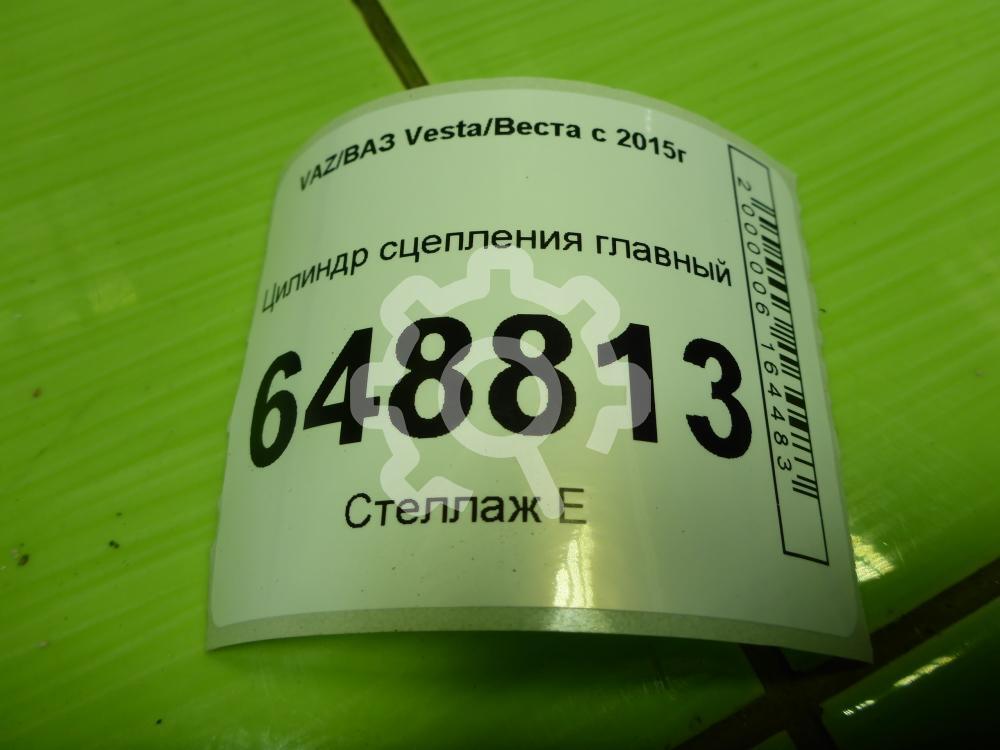 VAZ/ВАЗ Vesta/Веста с 2015г
Цилиндр сцепления главный
648813
Стеллаж Е
2000006164483